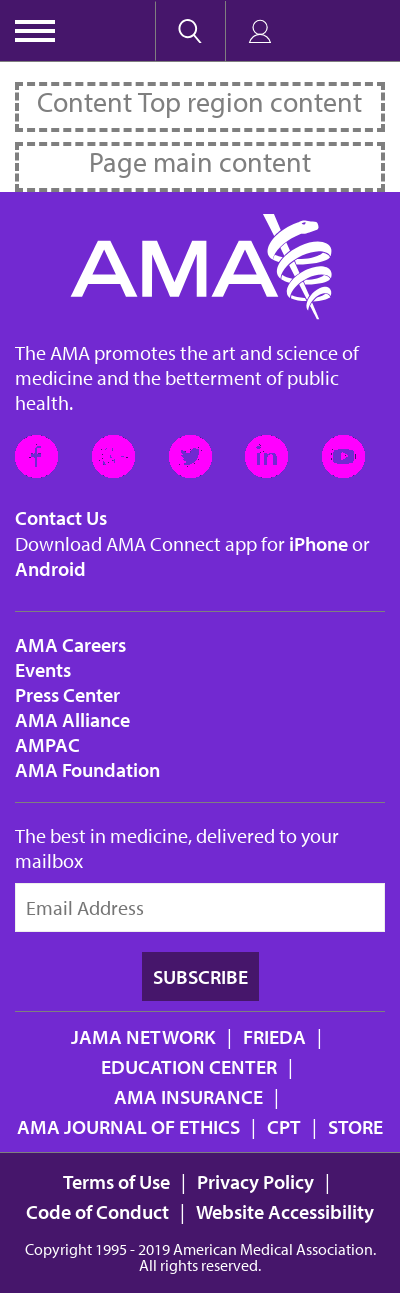 Content Top region content
Page main content
AMA
The AMA promotes the art and science of
medicine and the betterment of public
health.
Contact Us
Download AMA Connect app for iPhone or
Android
AMA Careers
Events
Press Center
AMA Alliance
AMPAC
AMA Foundation
The best in medicine, delivered to your
mailbox
Email Address
SUBSCRIBE
JAMA NETWORK | FRIEDA |
EDUCATION CENTER |
AMA INSURANCE |
AMA JOURNAL OF ETHICS | CPT | STORE
Terms of Use | Privacy Policy |
Code of Conduct | Website Accessibility
Copyright 1995 - 2019 American Medical Association.
All rights reserved.